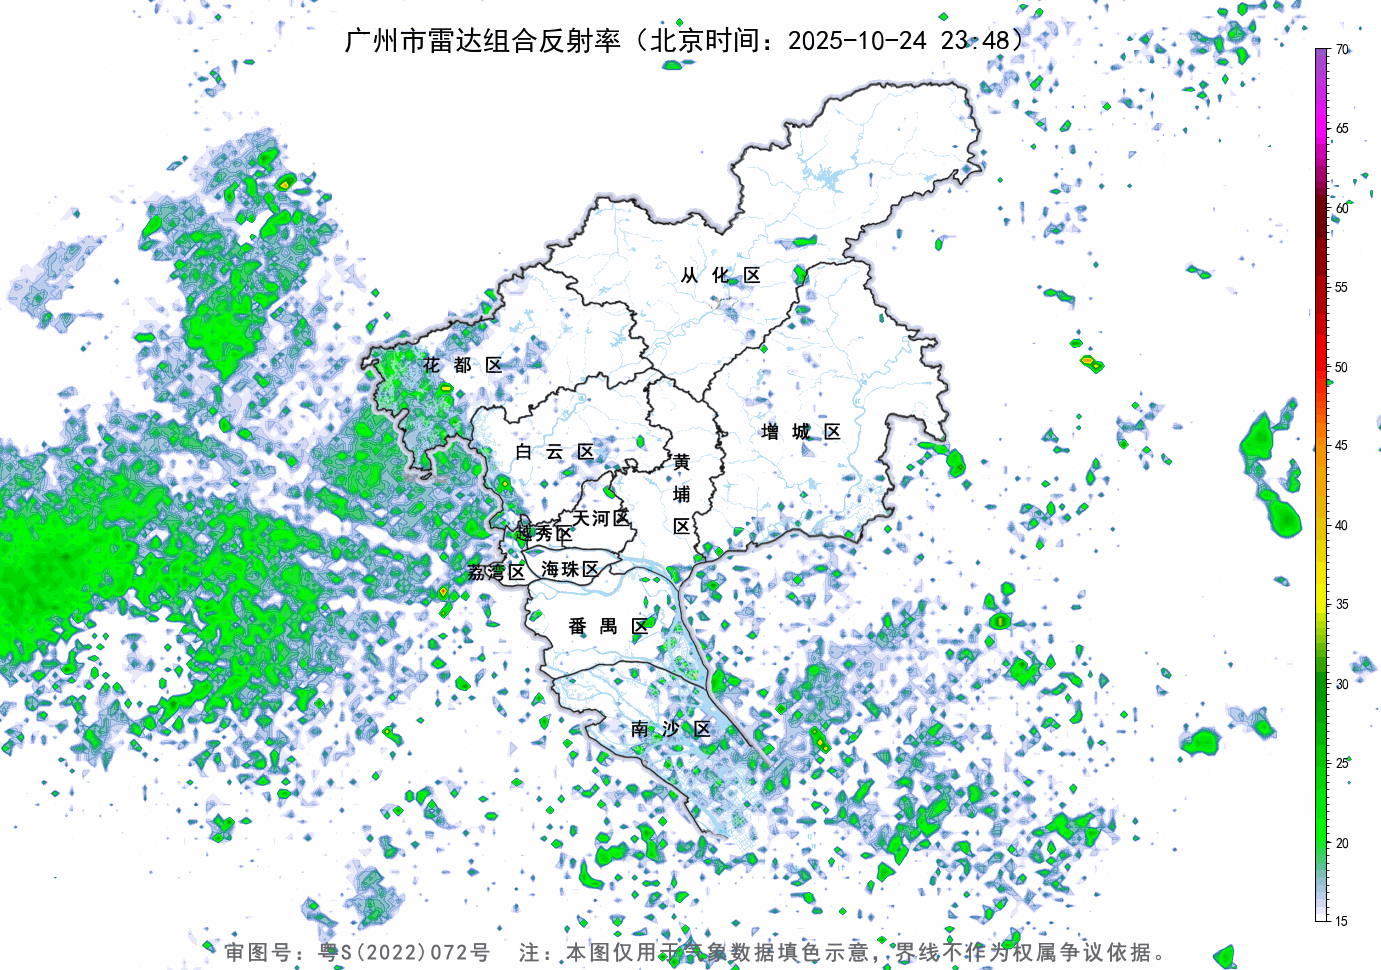 广州市雷达组合反射率（北京时间：2025-10-24 23:48）
70
65
60
55
50
45
40
35
30
25
20
15
从化区
花都区
增城区
白云区
黄埔区
天河区
越秀区
荔湾区
海珠区
番禺区
南沙区
审图号：粤S(2022)072号 注：本图仅用于气象数据填色示意，界线不作为权属争议依据。